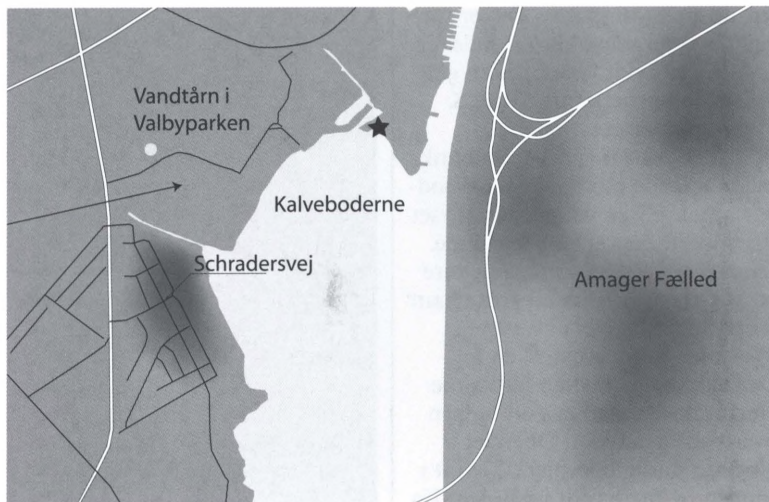 Vandtårn i
Valbyparken
Kalveboderne
Schradersvej
Amager Fælled